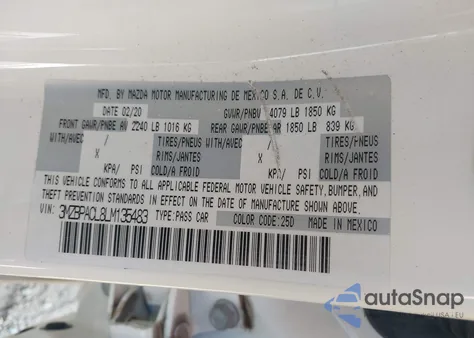 MFD. BY MAZDA MOTOR MANUFACTURING DE MEXICO S.A. DE C.V.
DATE 02/20 GVWR/PNBV 4079 LB 1850 KG
FRONT GAWR/PNBE AV 2240 LB 1016 KG REAR GAWR/PNBE AR 1850 LB 839 KG
WITH/AVEC TIRES/PNEUS WITH/AVEC TIRES/PNEUS
X RIMS/JANTES X RIMS/JANTES
KPA/ PSI COLD/A FROID KPA/ PSI COLD/A FROID
THIS VEHICLE CONFORMS TO ALL APPLICABLE FEDERAL MOTOR VEHICLE SAFETY, BUMPER, AND
THEFT PREVENTION STANDARDS IN EFFECT ON THE DATE OF MANUFACTURE SHOWN ABOVE.
VIN: 3MZBPACL8LM135483 TYPE: PASS CAR COLOR CODE: 25D MADE IN MEXICO
autoSnap